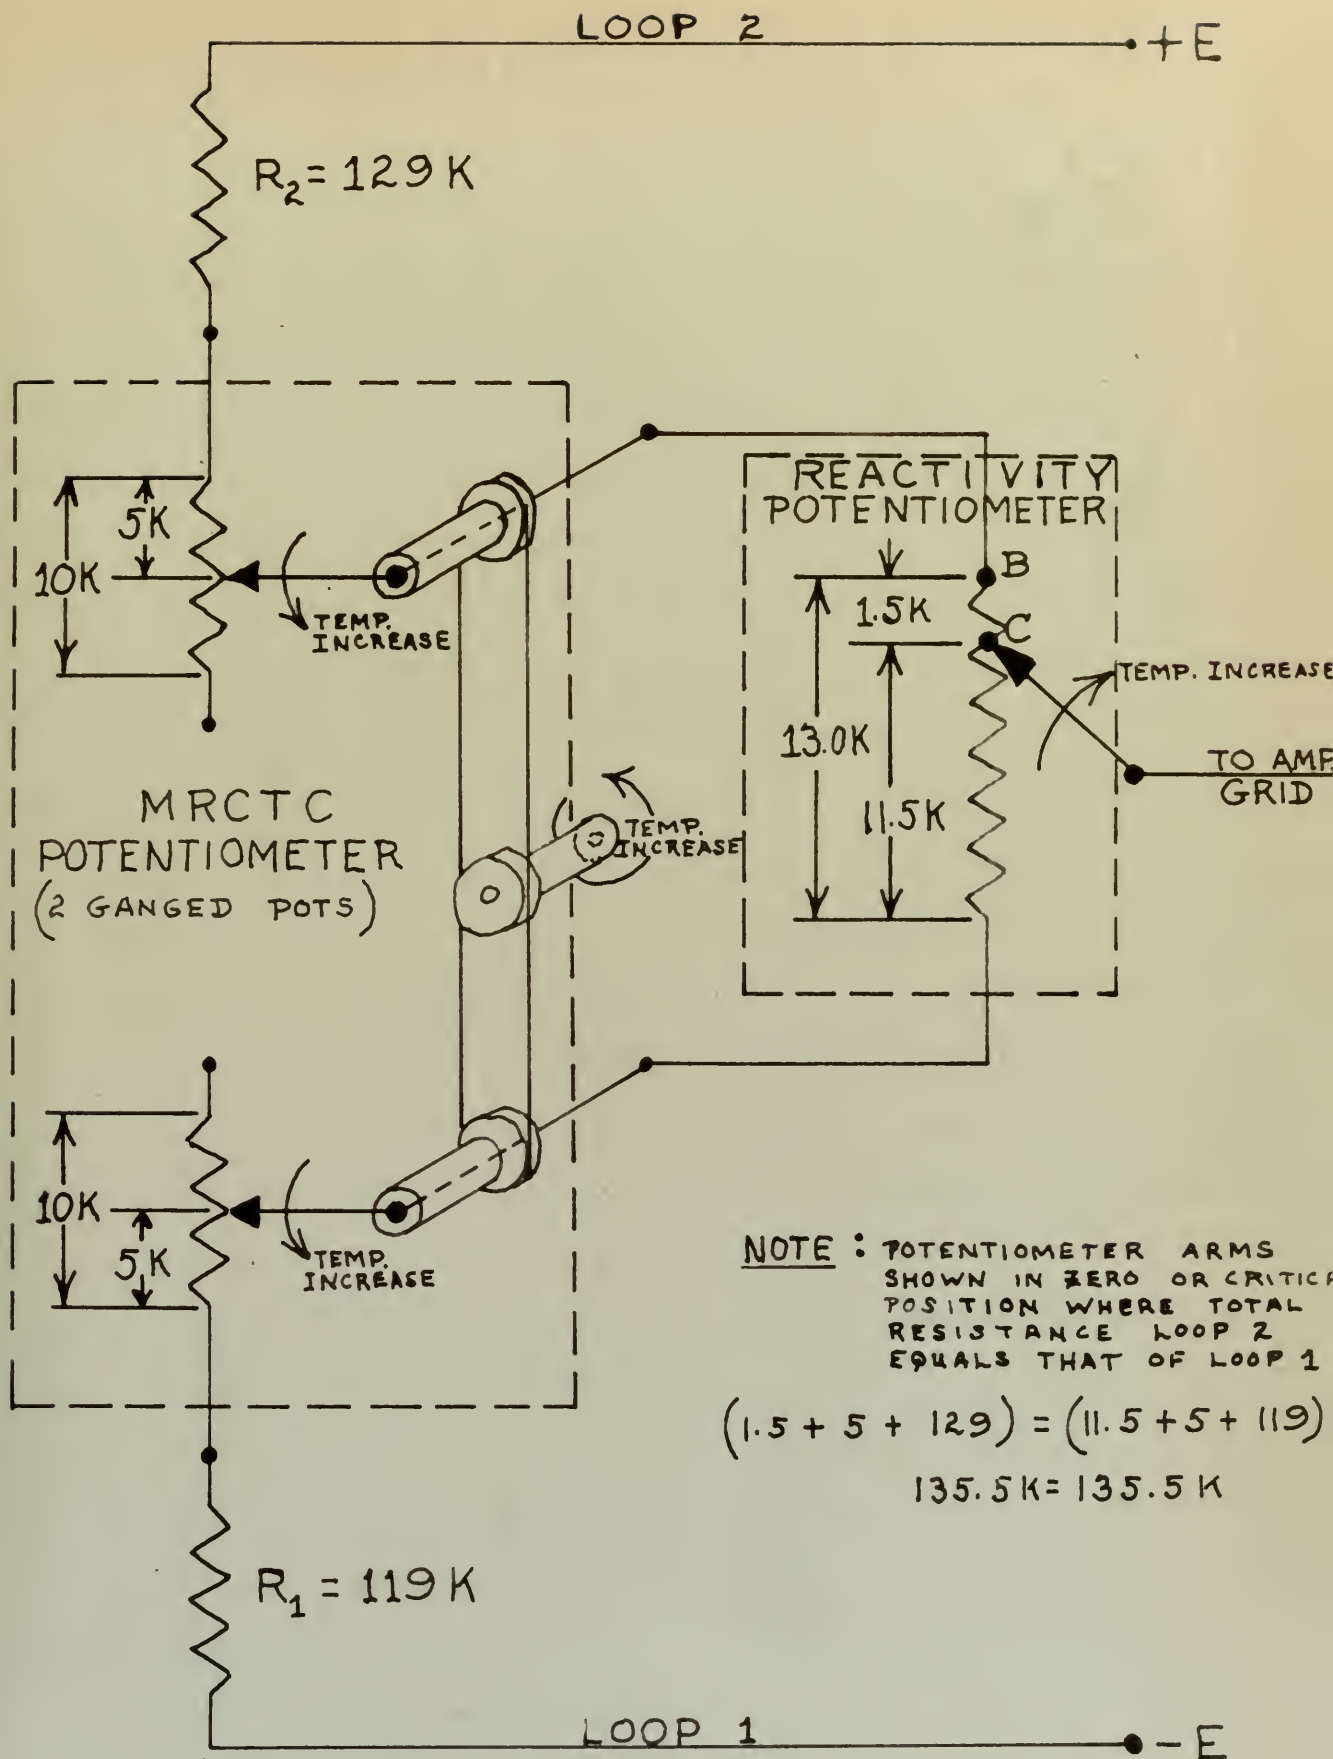 LOOP 2
+E
R₂ = 129 K
REACTIVITY
POTENTIOMETER
5K
10K
TEMP.
INCREASE
B
1.5K
C
TEMP. INCREASE
13.0K
11.5K
TO AMP.
GRID
MRCTC
POTENTIOMETER
(2 GANGED POTS)
TEMP.
INCREASE
10K
5K
TEMP.
INCREASE
NOTE : POTENTIOMETER ARMS
SHOWN IN ZERO OR
POSITION WHERE TOTAL
RESISTANCE LOOP 2
EQUALS THAT OF LOOP 1
(1.5 + 5 + 129) = (11.5 + 5 + 119)
135.5K = 135.5 K
R₁ = 119 K
LOOP 1
- E